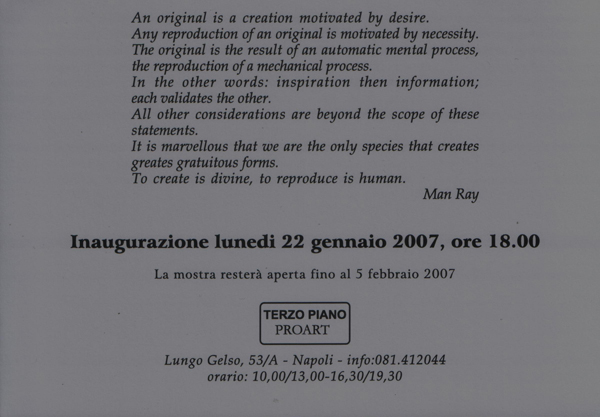 An original is a creation motivated by desire.
Any reproduction of an original is motivated by necessity.
The original is the result of an automatic mental process,
the reproduction of a mechanical process.
In the other words: inspiration then information;
each validates the other.
All other considerations are beyond the scope of these
statements.
It is marvellous that we are the only species that creates
greates gratuitous forms.
To create is divine, to reproduce is human.
Man Ray
Inaugurazione lunedi 22 gennaio 2007, ore 18.00
La mostra resterà aperta fino al 5 febbraio 2007
TERZO PIANO
PROART
Lungo Gelso, 53/A - Napoli - info:081.412044
orario: 10,00/13,00-16,30/19,30